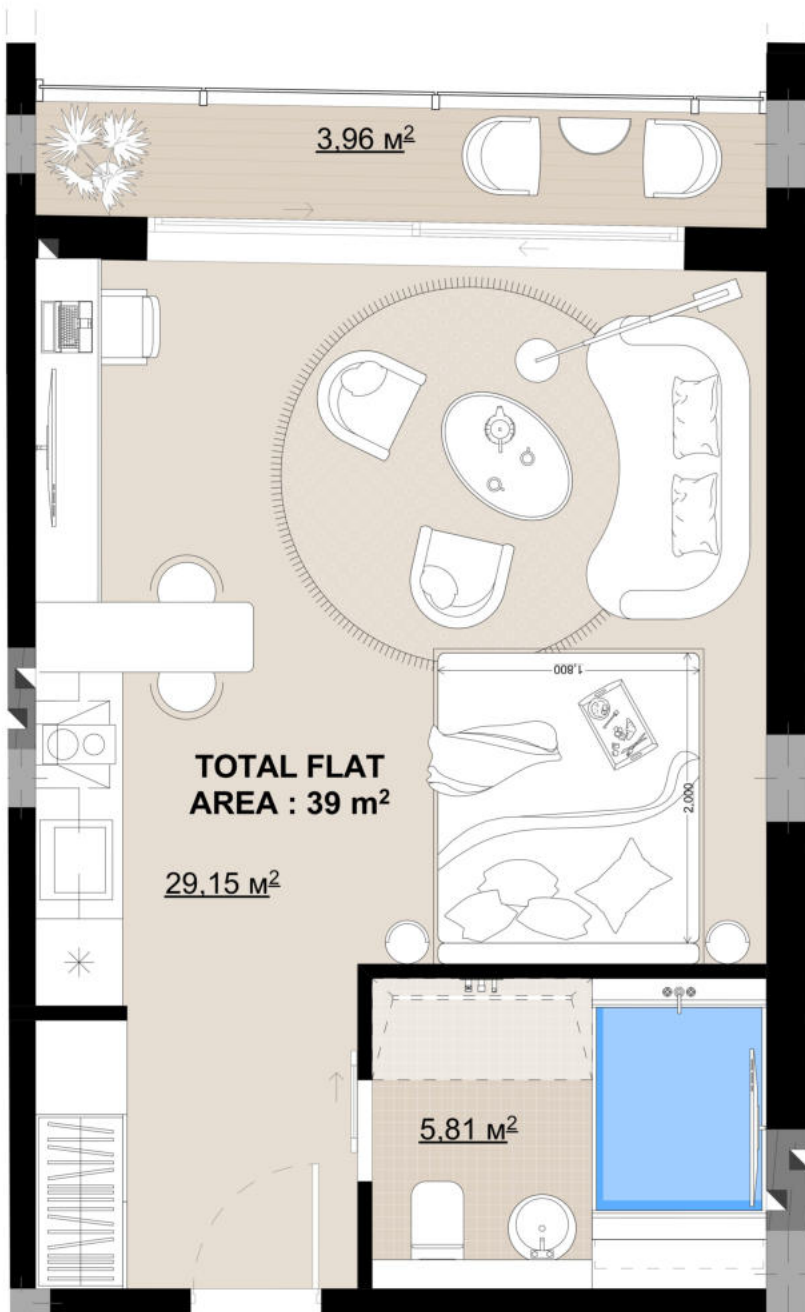 3,96 м²
1,800
2,000
TOTAL FLAT
AREA : 39 m²
29,15 м²
5,81 м²